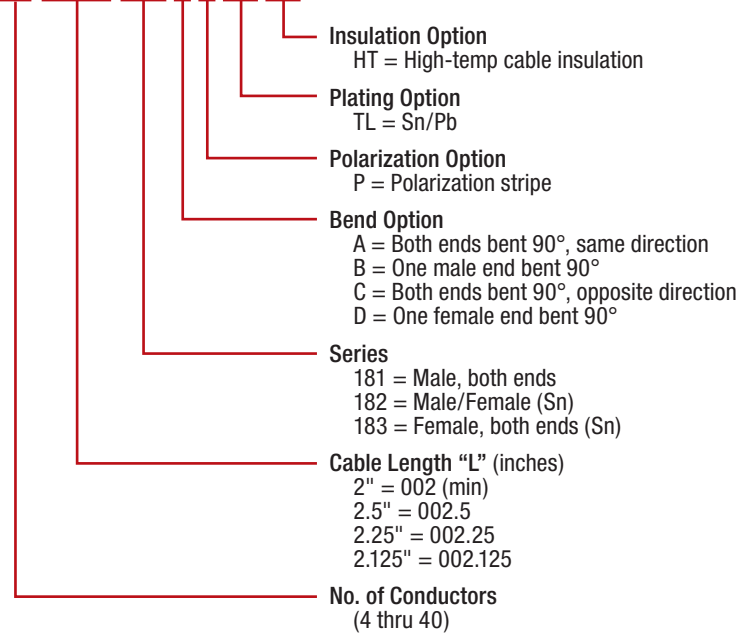 Insulation Option
HT = High-temp cable insulation
Plating Option
TL = Sn/Pb
Polarization Option
P = Polarization stripe
Bend Option
A = Both ends bent 90°, same direction
B = One male end bent 90°
C = Both ends bent 90°, opposite direction
D = One female end bent 90°
Series
181 = Male, both ends
182 = Male/Female (Sn)
183 = Female, both ends (Sn)
Cable Length “L” (inches)
2" = 002 (min)
2.5" = 002.5
2.25" = 002.25
2.125" = 002.125
No. of Conductors
(4 thru 40)